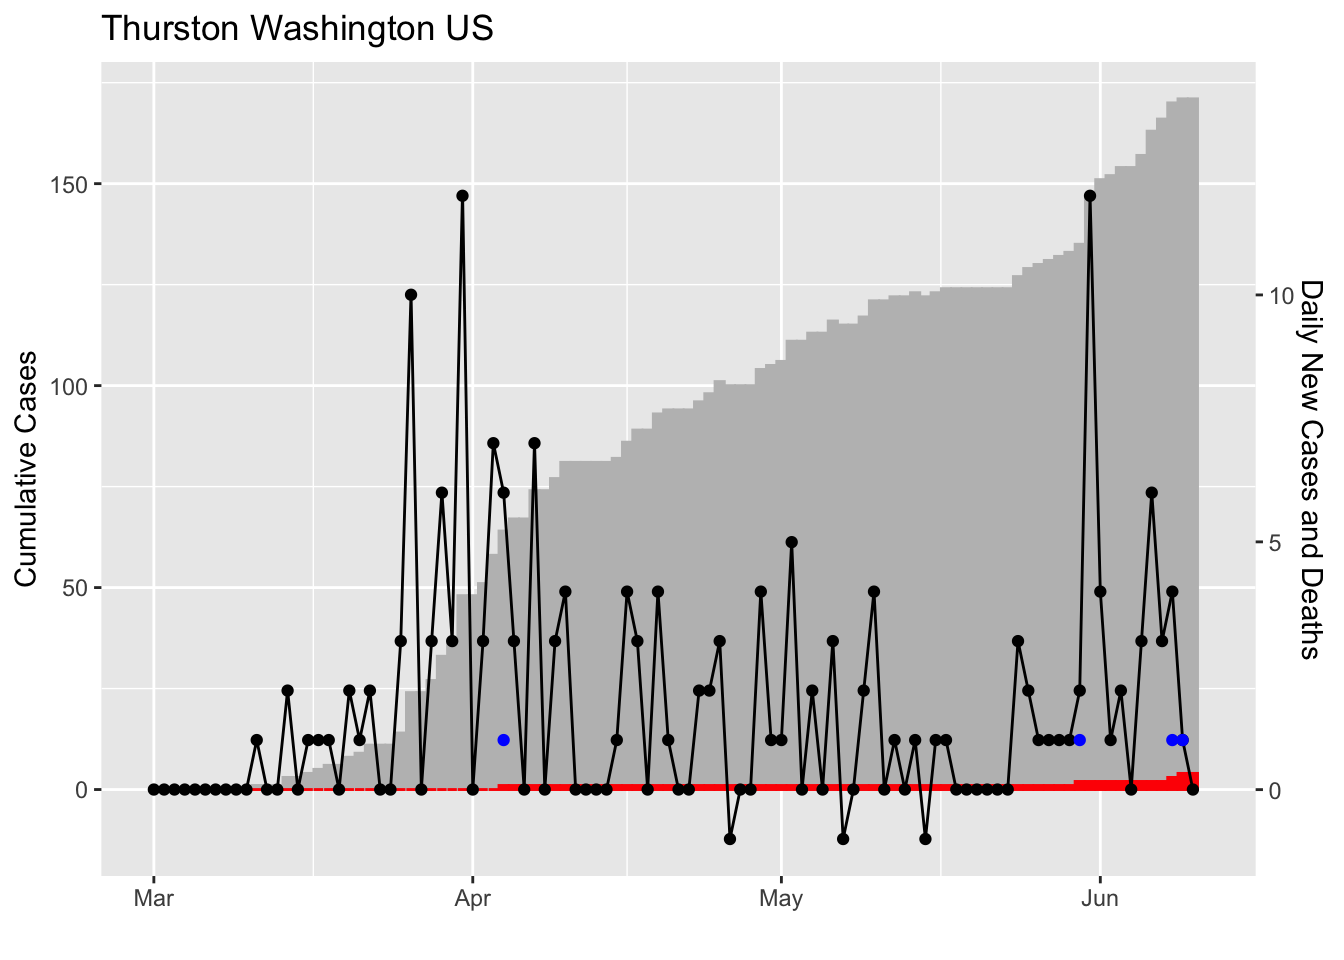 Thurston Washington US
Cumulative Cases
150
100
50
0
10
5
0
Daily New Cases and Deaths
Mar
Apr
May
Jun